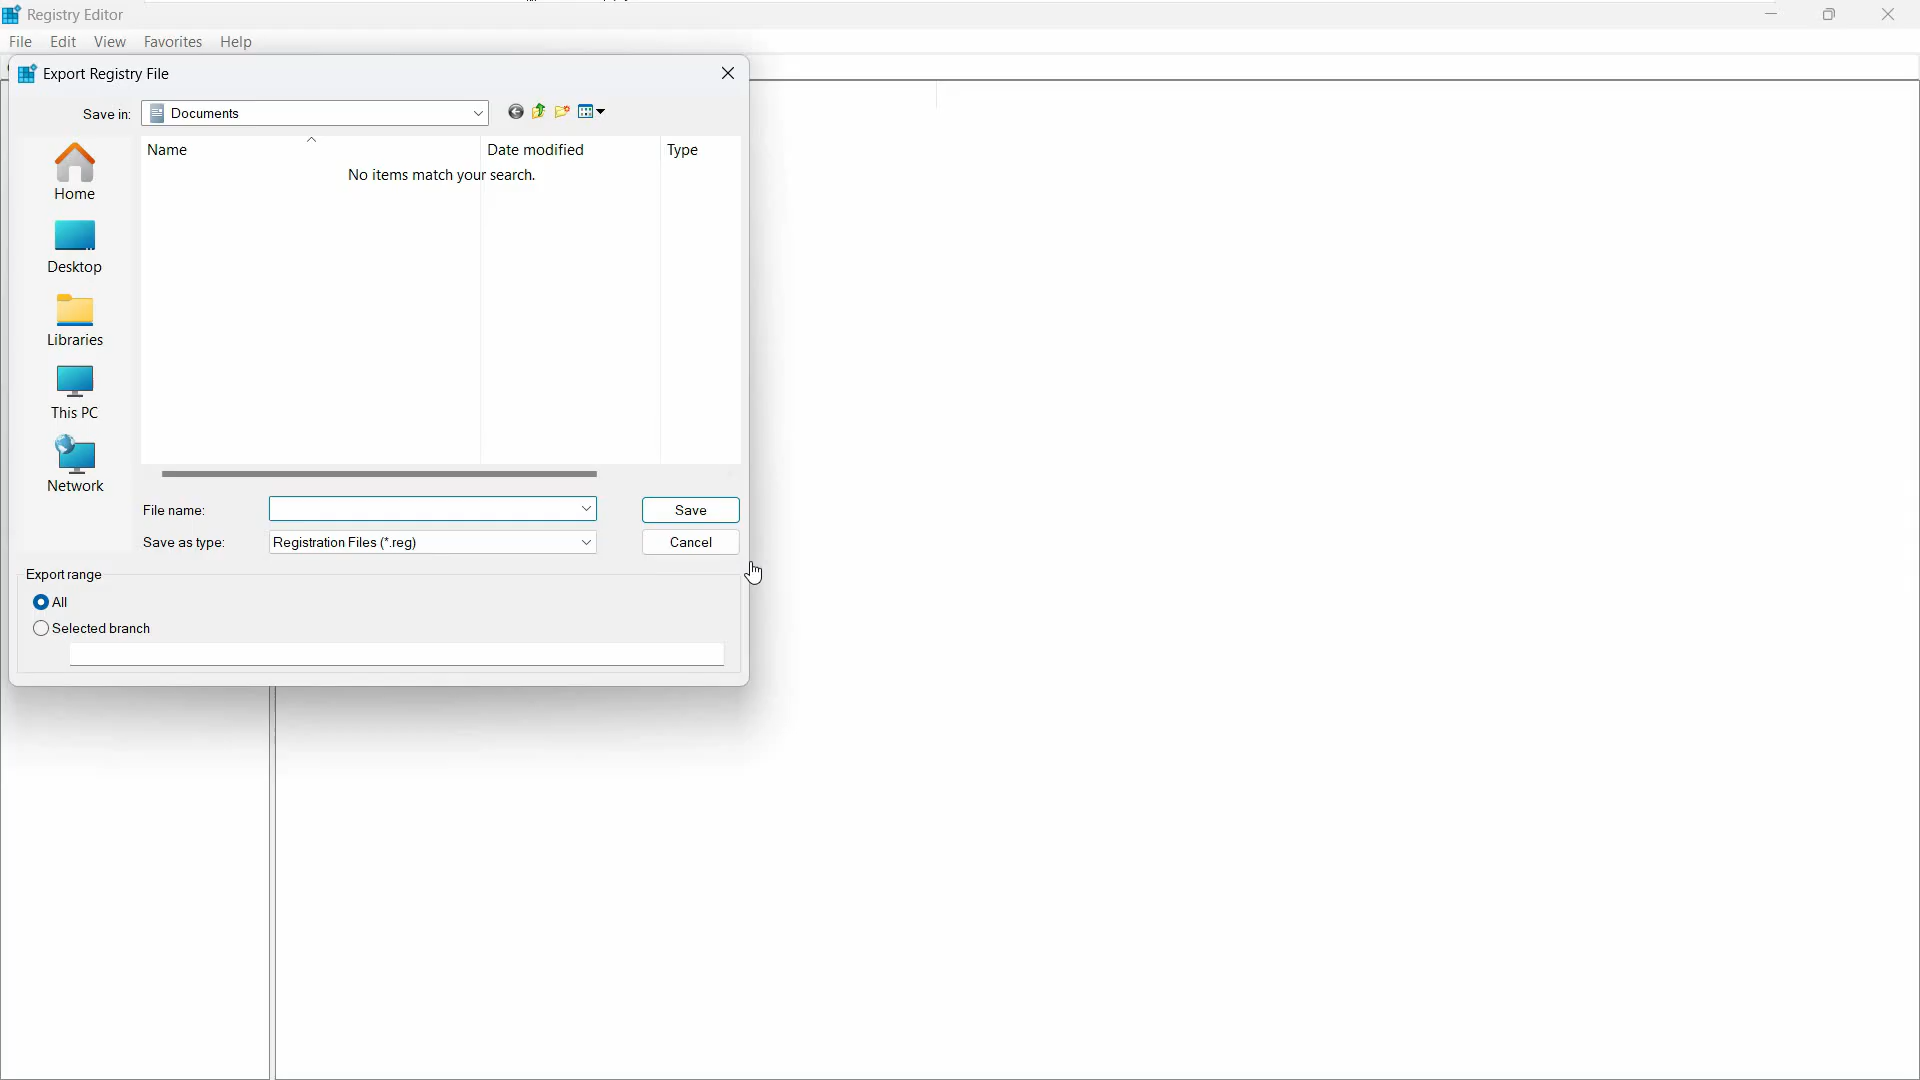 Registry Editor
File Edit View Favorites Help
Export Registry File
Save in: Documents
Name Date modified Type
No items match your search.
Home
Desktop
Libraries
This PC
Network
File name: Save
Save as type: Registration Files (*.reg) Cancel
Export range
All
Selected branch